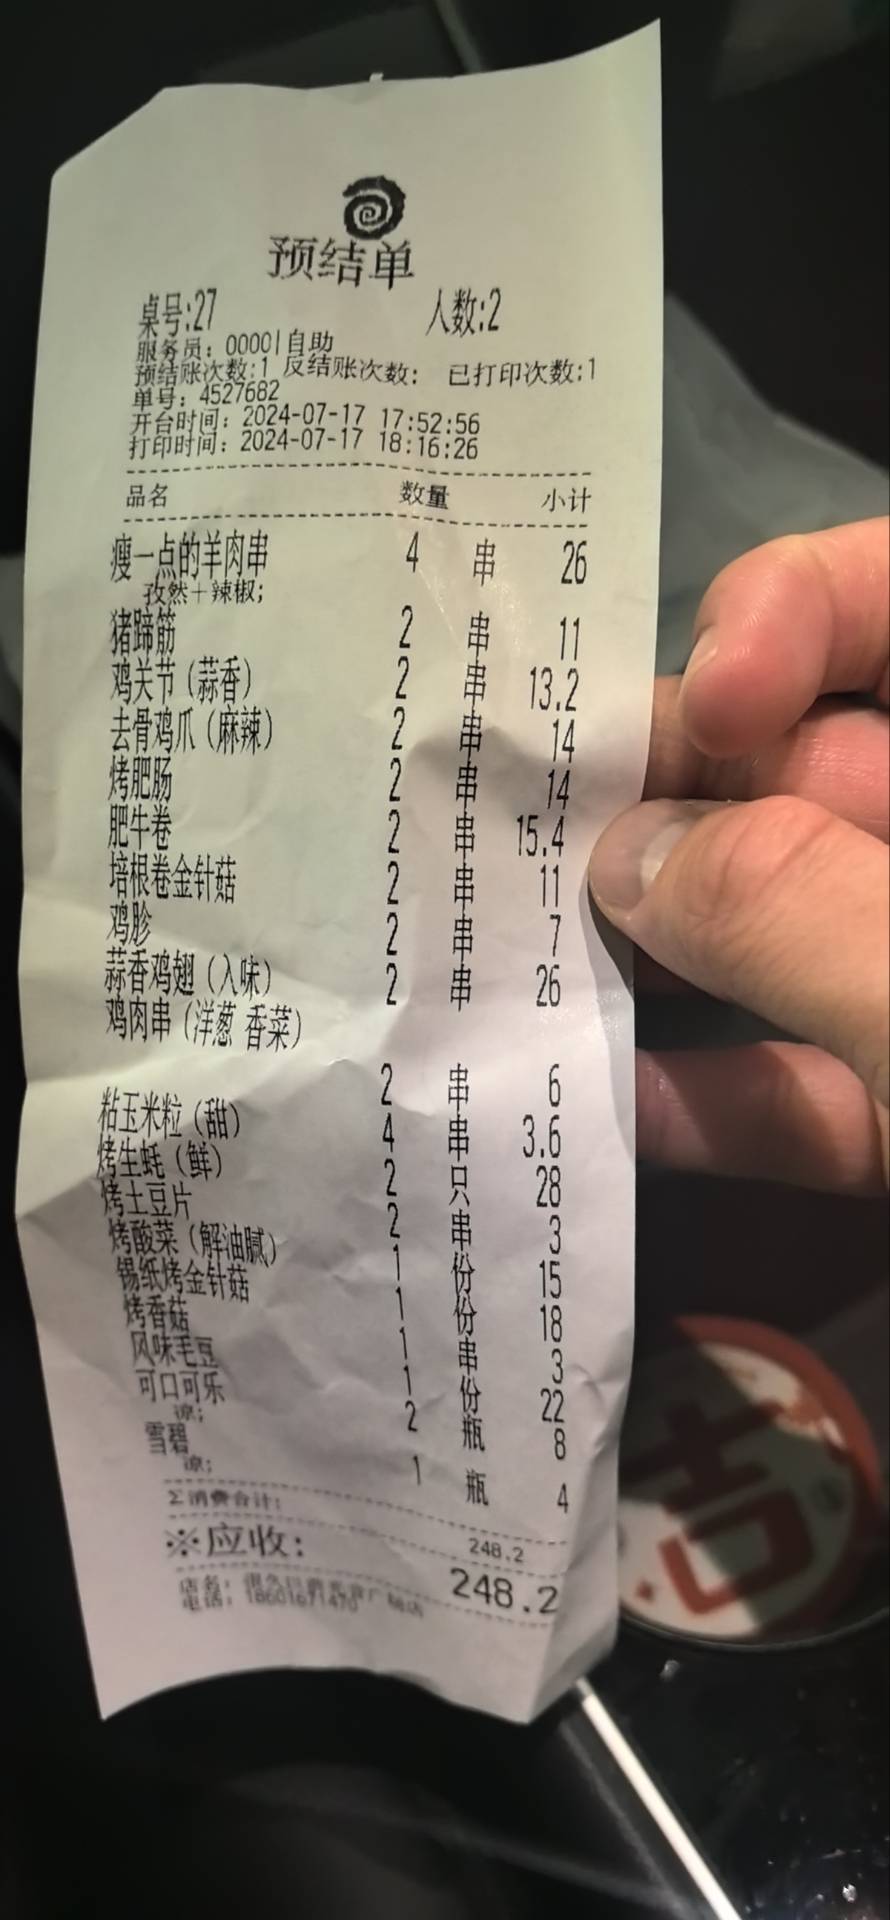 预结单
桌号:27 人数:2
服务员: 0000|自助
预结账次数:1 反结账次数: 已打印次数:1
单号: 4527682
开台时间: 2024-07-17 17:52:56
打印时间: 2024-07-17 18:16:26
品名 数量 小计
瘦一点的羊肉串 4 串 26
孜然+辣椒;
猪蹄筋 2 串 11
鸡关节(蒜香) 2 串 13.2
去骨鸡爪(麻辣) 2 串 14
烤肥肠 2 串 14
肥牛卷 2 串 15.4
培根卷金针菇 2 串 11
鸡胗 2 串 7
蒜香鸡翅(入味) 2 串 26
鸡肉串(洋葱 香菜)
2 串 6
粘玉米粒(甜) 4 串 3.6
烤生蚝(鲜) 2 只 28
烤土豆片 2 串 3
烤酸菜(解油腻) 1 份 15
锡纸烤金针菇 1 份 18
烤香菇 1 串 3
风味毛豆 1 份 22
可口可乐 2 瓶 8
凉;
雪碧 1 瓶 4
凉;
Σ消费合计: 248.2
※应收: 248.2
店名:
电话:
吉